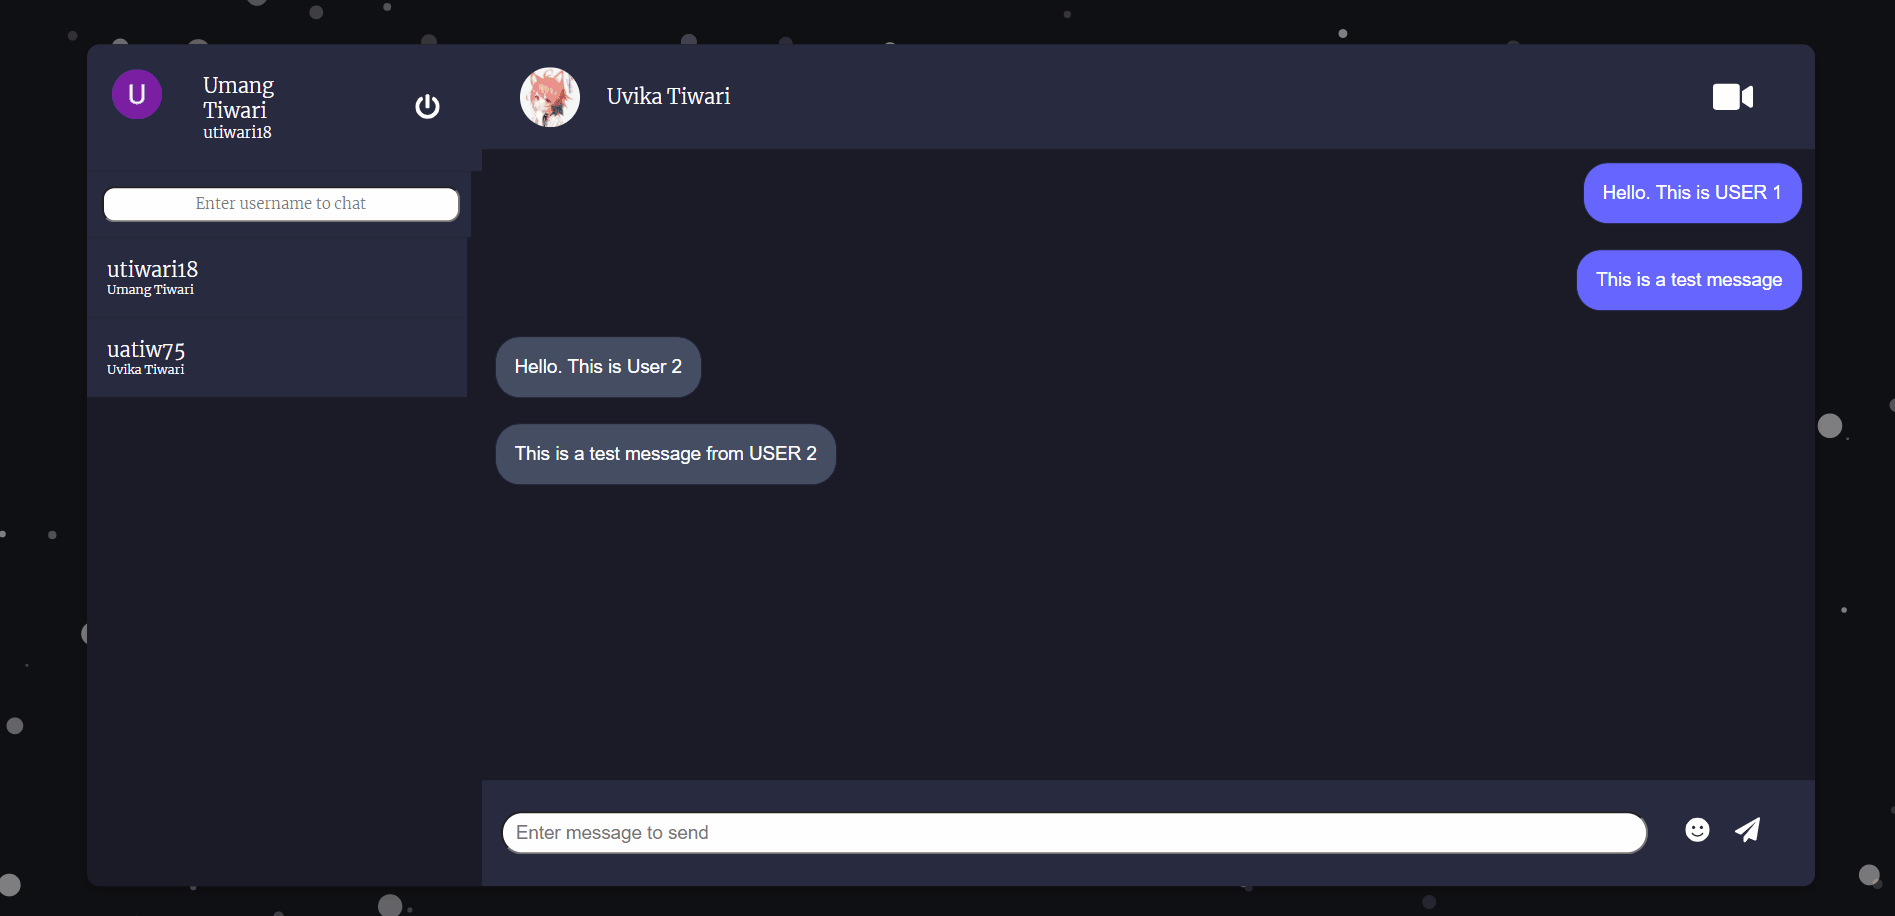 U
Umang
Tiwari
utiwari18
Enter username to chat
utiwari18
Umang Tiwari
uatiw75
Uvika Tiwari
Uvika Tiwari
Hello. This is USER 1
This is a test message
Hello. This is User 2
This is a test message from USER 2
Enter message to send